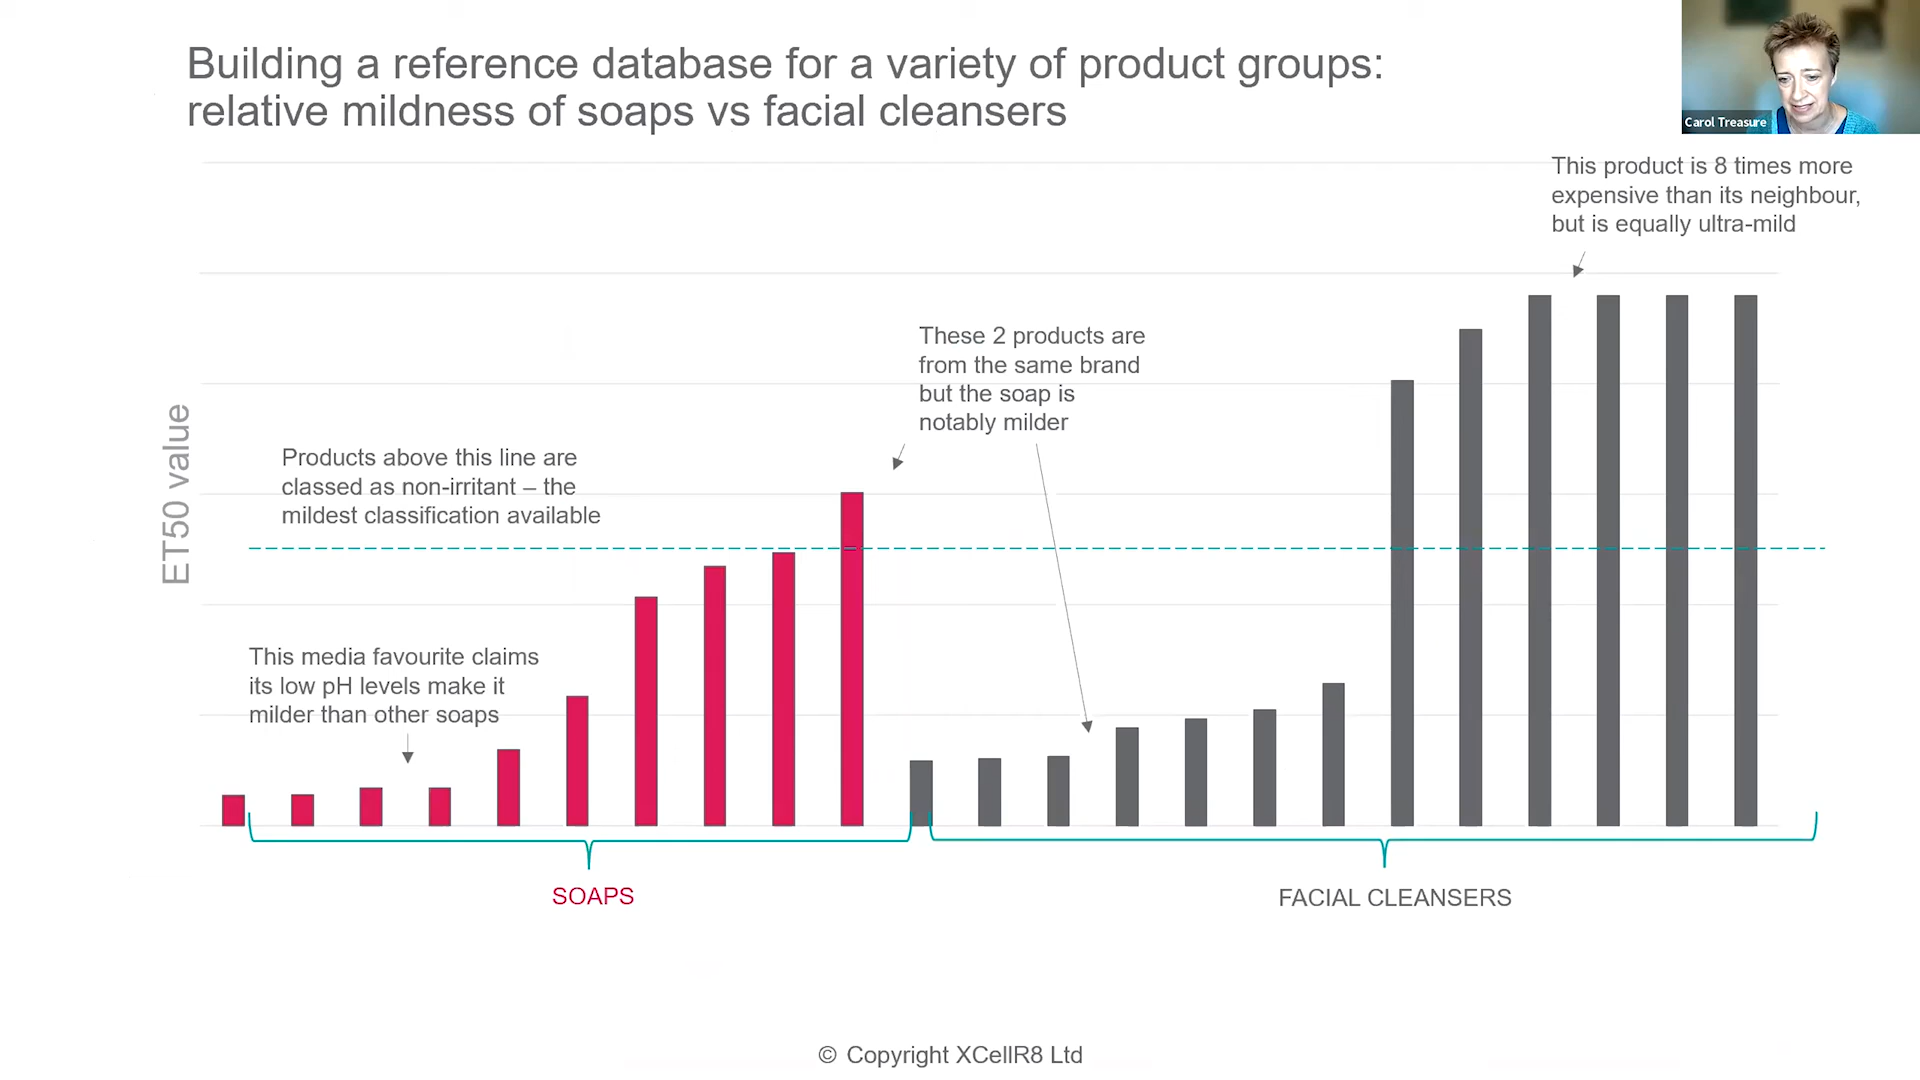 Building a reference database for a variety of product groups:
relative mildness of soaps vs facial cleansers
Carol Treasure
This product is 8 times more
expensive than its neighbour,
but is equally ultra-mild
These 2 products are
from the same brand
but the soap is
notably milder
Products above this line are
classed as non-irritant – the
mildest classification available
ET50 value
This media favourite claims
its low pH levels make it
milder than other soaps
SOAPS
FACIAL CLEANSERS
© Copyright XCellR8 Ltd